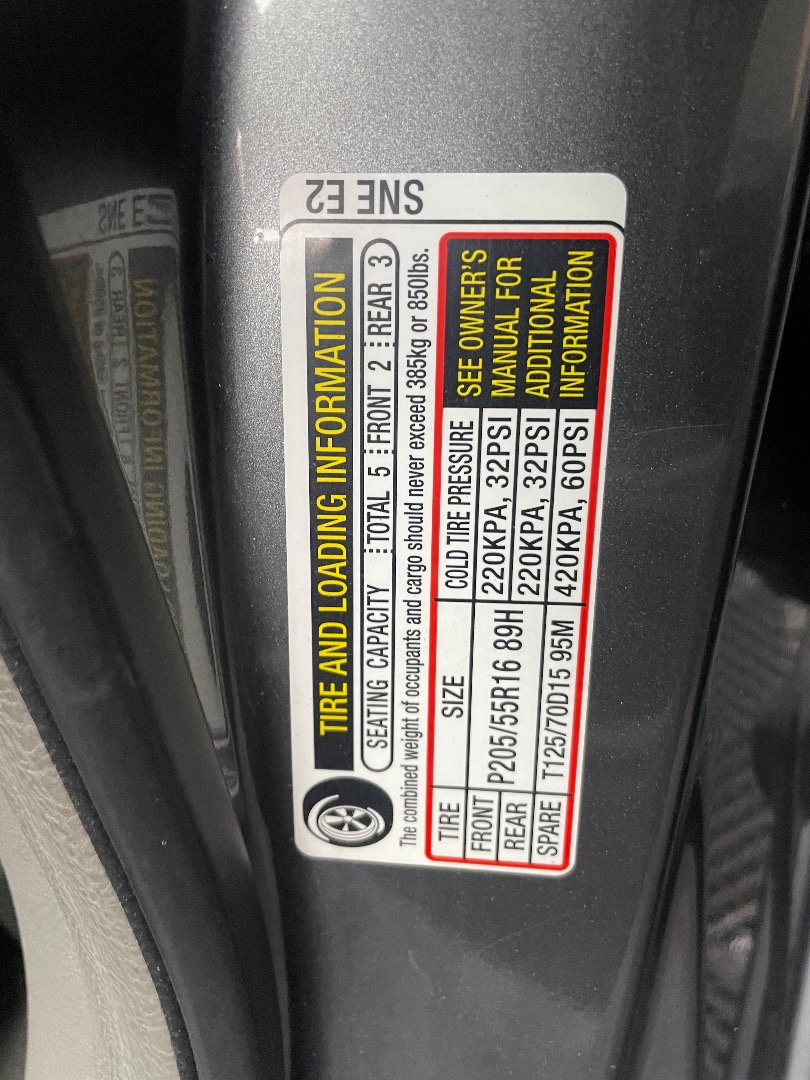 SNE E2
TIRE AND LOADING INFORMATION
SEATING CAPACITY TOTAL 5 FRONT 2 REAR 3
The combined weight of occupants and cargo should never exceed 385kg or 850lbs.
TIRE SIZE COLD TIRE PRESSURE
FRONT P205/55R16 89H 220KPA, 32PSI
REAR 220KPA, 32PSI
SPARE T125/70D15 95M 420KPA, 60PSI
SEE OWNER'S
MANUAL FOR
ADDITIONAL
INFORMATION